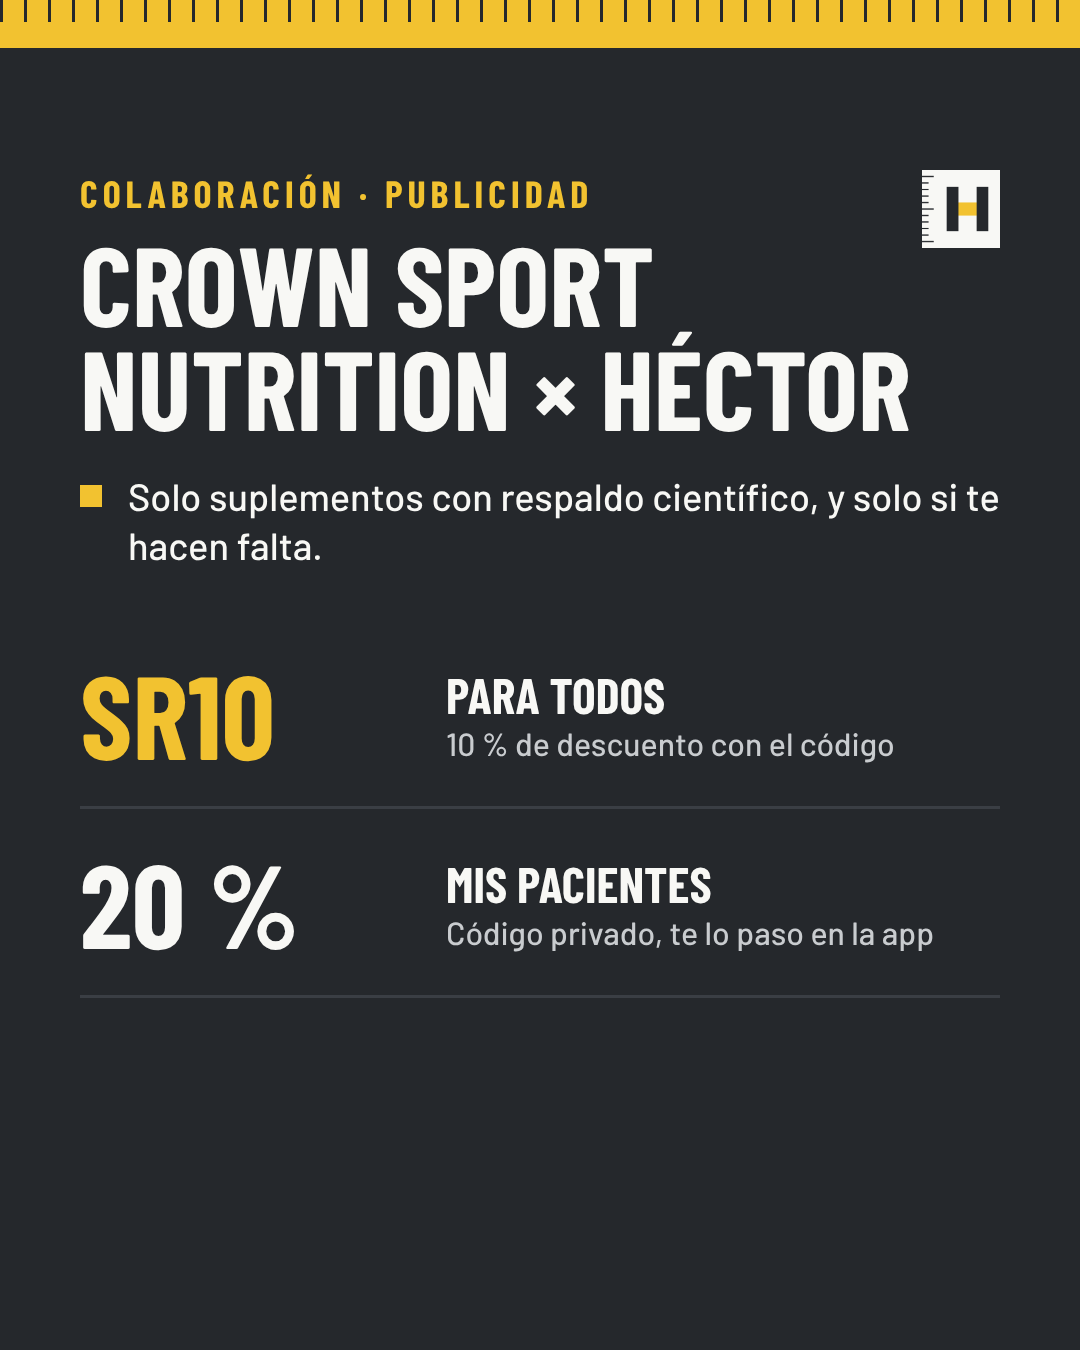 COLABORACIÓN · PUBLICIDAD
H
CROWN SPORT
NUTRITION × HÉCTOR
Solo suplementos con respaldo científico, y solo si te
hacen falta.
SR10
PARA TODOS
10 % de descuento con el código
20 %
MIS PACIENTES
Código privado, te lo paso en la app